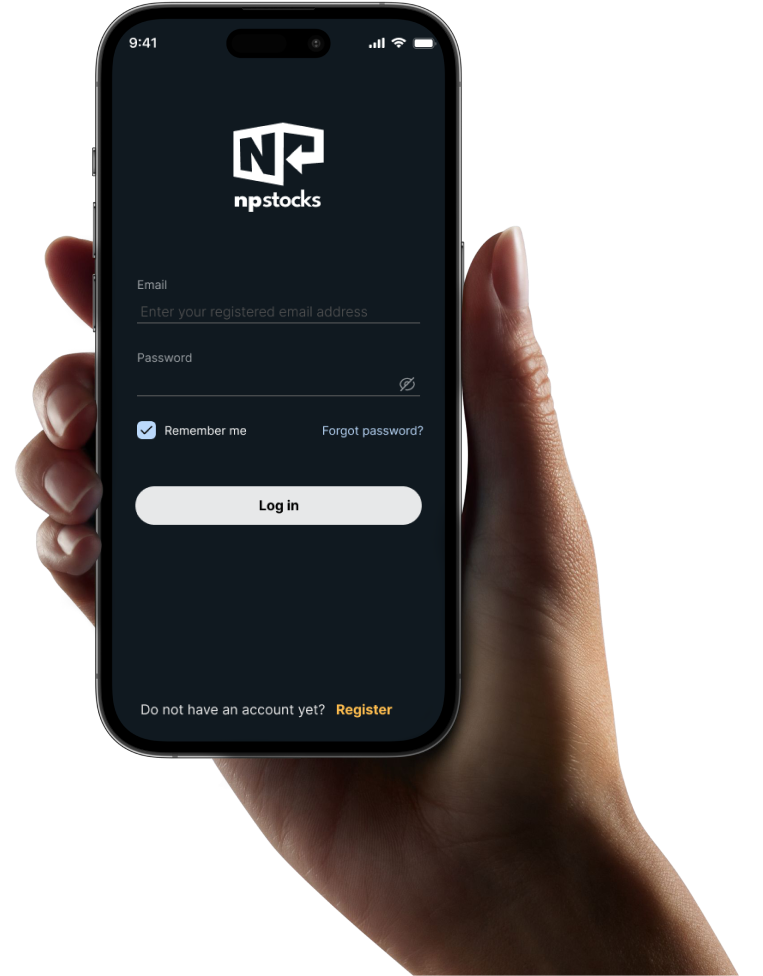 9:41
NP
npstocks
Email
Enter your registered email address
Password
Remember me
Forgot password?
Log in
Do not have an account yet? Register